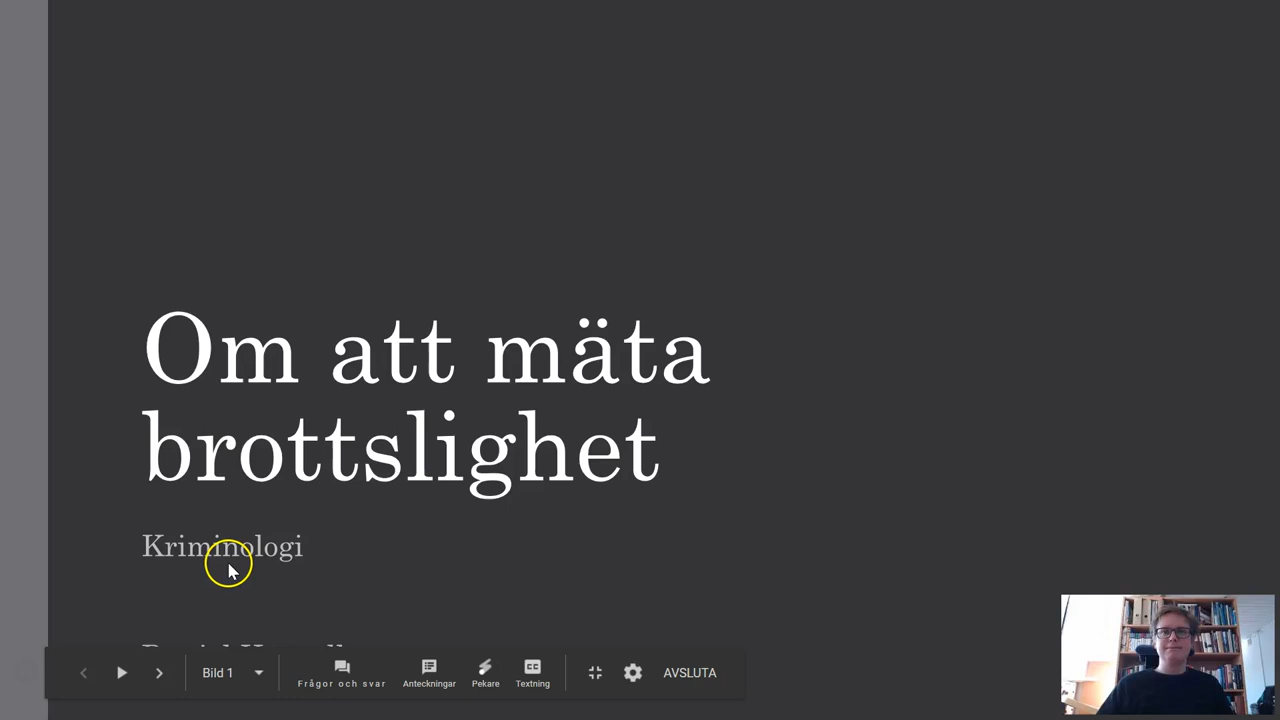 Om att mäta
brottslighet
Kriminologi
Bild 1
Frågor och svar
Anteckningar
Pekare
Textning
AVSLUTA